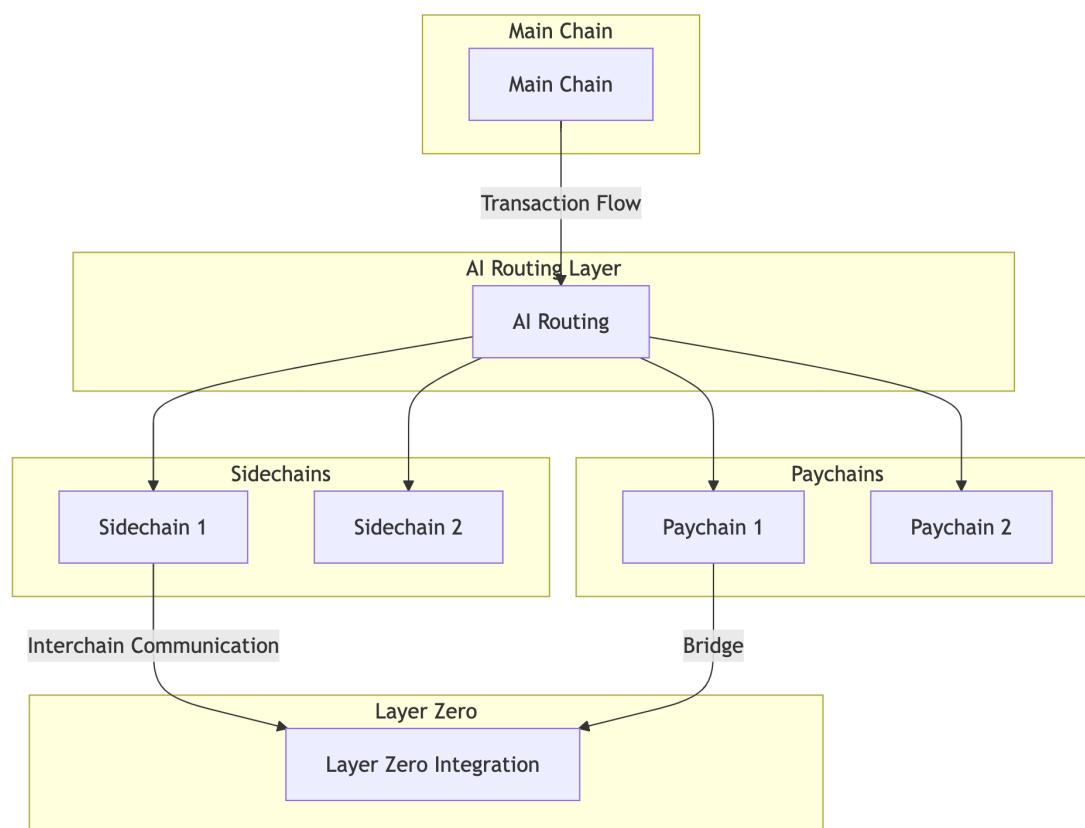 Main Chain
Main Chain
Transaction Flow
AI Routing Layer
AI Routing
Sidechains
Paychains
Sidechain 1
Sidechain 2
Paychain 1
Paychain 2
Interchain Communication
Bridge
Layer Zero
Layer Zero Integration